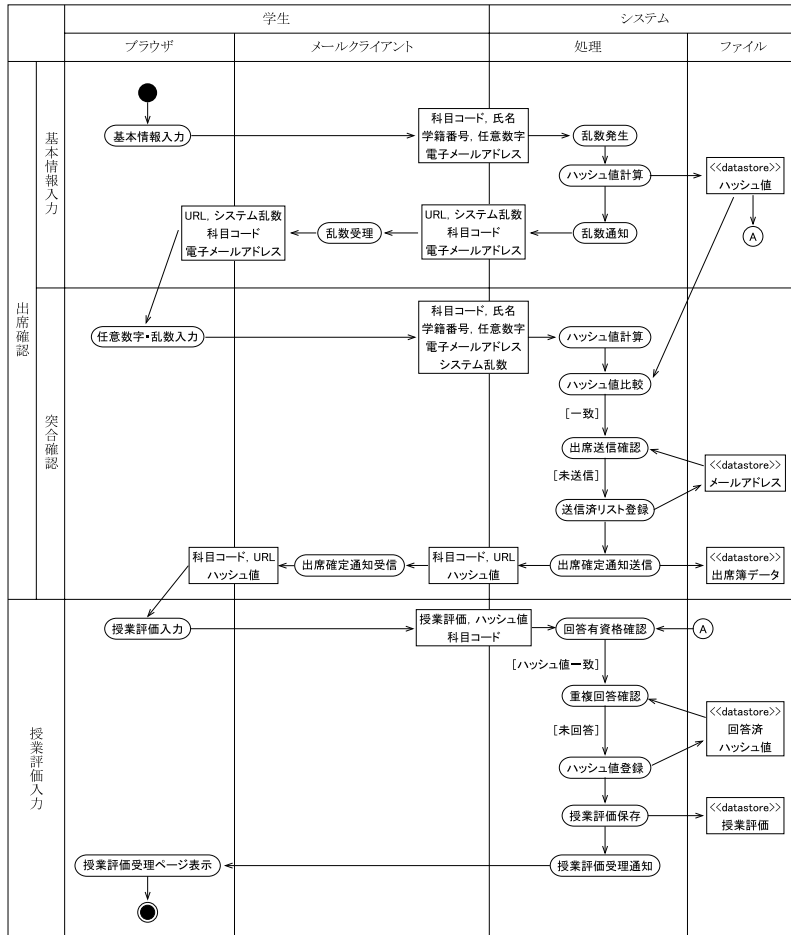 学生
システム
ブラウザ
メールクライアント
処理
ファイル
出席確認
基本情報入力
基本情報入力
科目コード, 氏名
学籍番号, 任意数字
電子メールアドレス
乱数発生
ハッシュ値計算
<<datastore>>
ハッシュ値
A
乱数通知
URL, システム乱数
科目コード
電子メールアドレス
乱数受理
URL, システム乱数
科目コード
電子メールアドレス
突合確認
任意数字・乱数入力
科目コード, 氏名
学籍番号, 任意数字
電子メールアドレス
システム乱数
ハッシュ値計算
ハッシュ値比較
[一致]
出席送信確認
[未送信]
<<datastore>>
メールアドレス
送信済リスト登録
出席確定通知送信
<<datastore>>
出席簿データ
科目コード, URL
ハッシュ値
出席確定通知受信
科目コード, URL
ハッシュ値
授業評価入力
授業評価入力
授業評価, ハッシュ値
科目コード
回答有資格確認
A
[ハッシュ値一致]
重複回答確認
[未回答]
<<datastore>>
回答済
ハッシュ値
ハッシュ値登録
授業評価保存
<<datastore>>
授業評価
授業評価受理通知
授業評価受理ページ表示